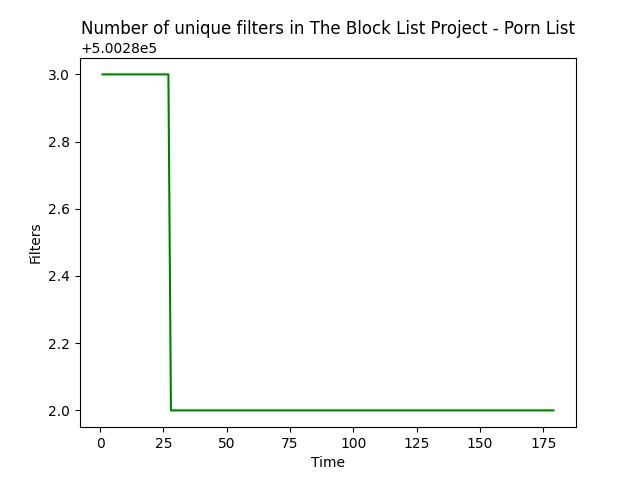 Number of unique filters in The Block List Project - Porn List
+5.0028e5
3.0
2.8
2.6
2.4
2.2
2.0
Filters
0 25 50 75 100 125 150 175
Time